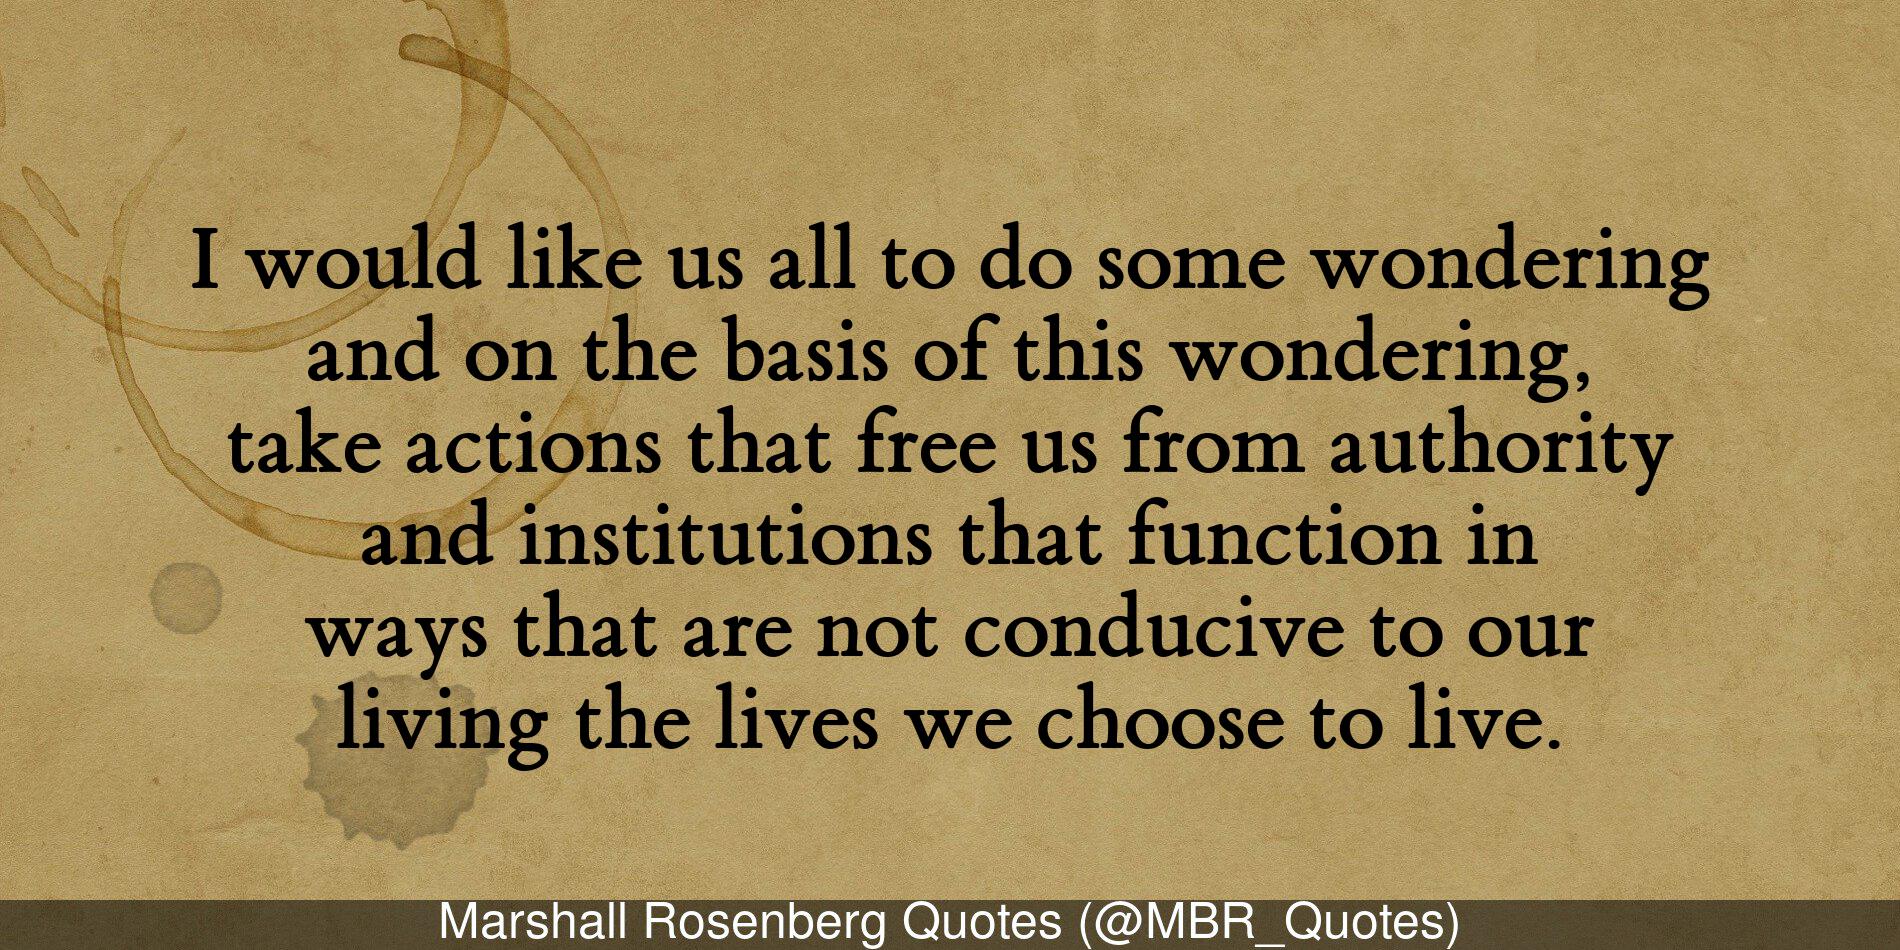 I would like us all to do some wondering
and on the basis of this wondering,
take actions that free us from authority
and institutions that function in
ways that are not conducive to our
living the lives we choose to live.
Marshall Rosenberg Quotes (@MBR_Quotes)